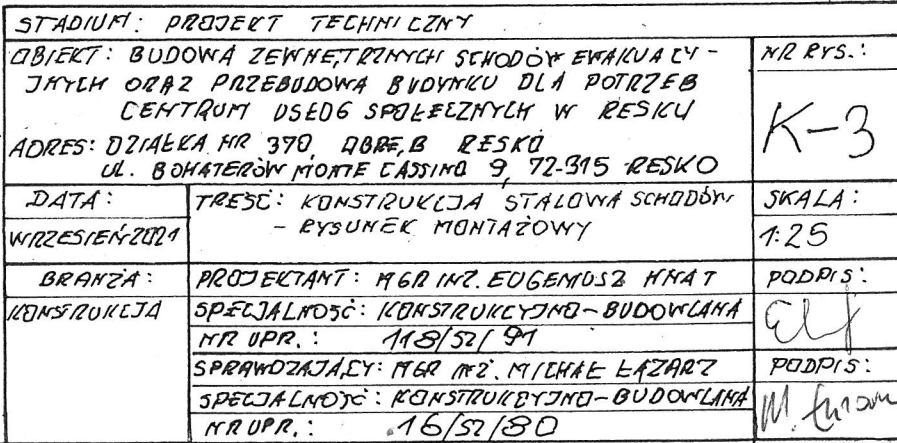 STADIUM: PROJEKT TECHNICZNY
OBIEKT: BUDOWA ZEWNĘTRZNYCH SCHODÓW EWAKUACY-
JNYCH ORAZ PRZEBUDOWA BUDYNKU DLA POTRZEB
CENTRUM USŁUG SPOŁECZNYCH W RESKU
ADRES: DZIAŁKA NR 370, OBRĘB RESKO
UL. BOHATERÓW MONTE CASSINO 9, 72-315 RESKO
NR RYS.:
K-3
DATA:
WRZESIEŃ 2021
TREŚĆ: KONSTRUKCJA STALOWA SCHODÓW
- RYSUNEK MONTAŻOWY
SKALA:
1:25
BRANŻA:
KONSTRUKCJA
PROJEKTANT: MGR INŻ. EUGENIUSZ HNAT
SPECJALNOŚĆ: KONSTRUKCYJNO-BUDOWLANA
NR UPR.: 118/SZ/91
PODPIS:
SPRAWDZAJĄCY: MGR INŻ. MICHAŁ ŁAZARZ
SPECJALNOŚĆ: KONSTRUKCYJNO-BUDOWLANA
NR UPR.: 16/SZ/80
PODPIS: